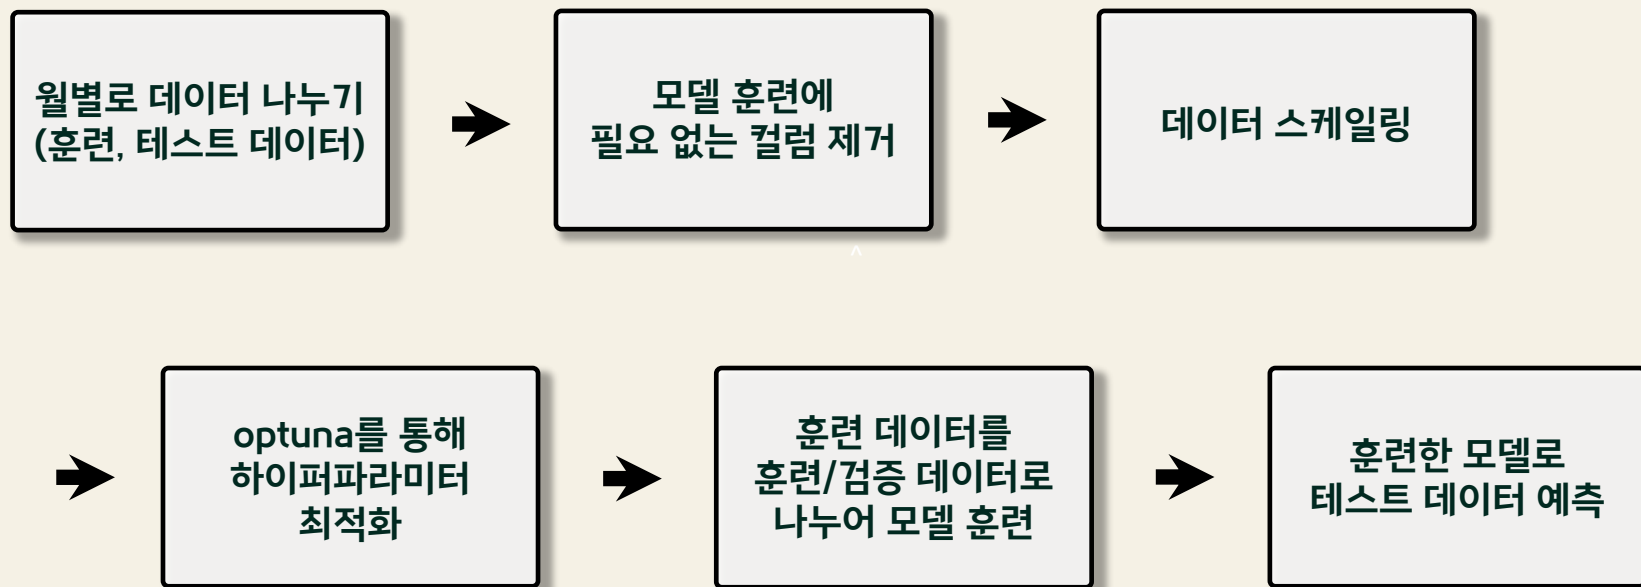 월별로 데이터 나누기
(훈련, 테스트 데이터)
모델 훈련에
필요 없는 컬럼 제거
데이터 스케일링
^
optuna를 통해
하이퍼파라미터
최적화
훈련 데이터를
훈련/검증 데이터로
나누어 모델 훈련
훈련한 모델로
테스트 데이터 예측